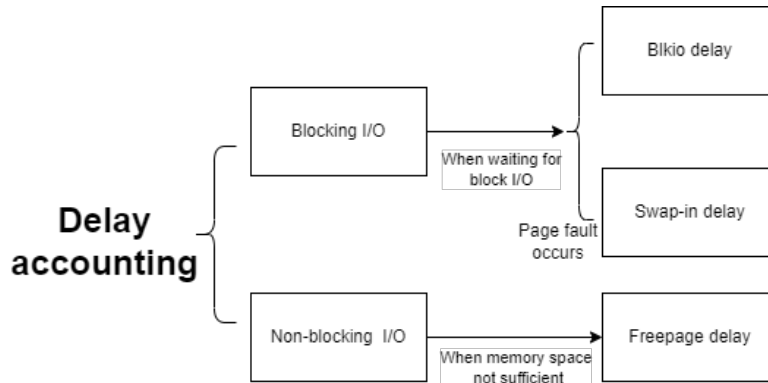 Blkio delay
Blocking I/O
When waiting for
block I/O
Swap-in delay
Page fault
occurs
Delay
accounting
Non-blocking I/O
Freepage delay
When memory space
not sufficient